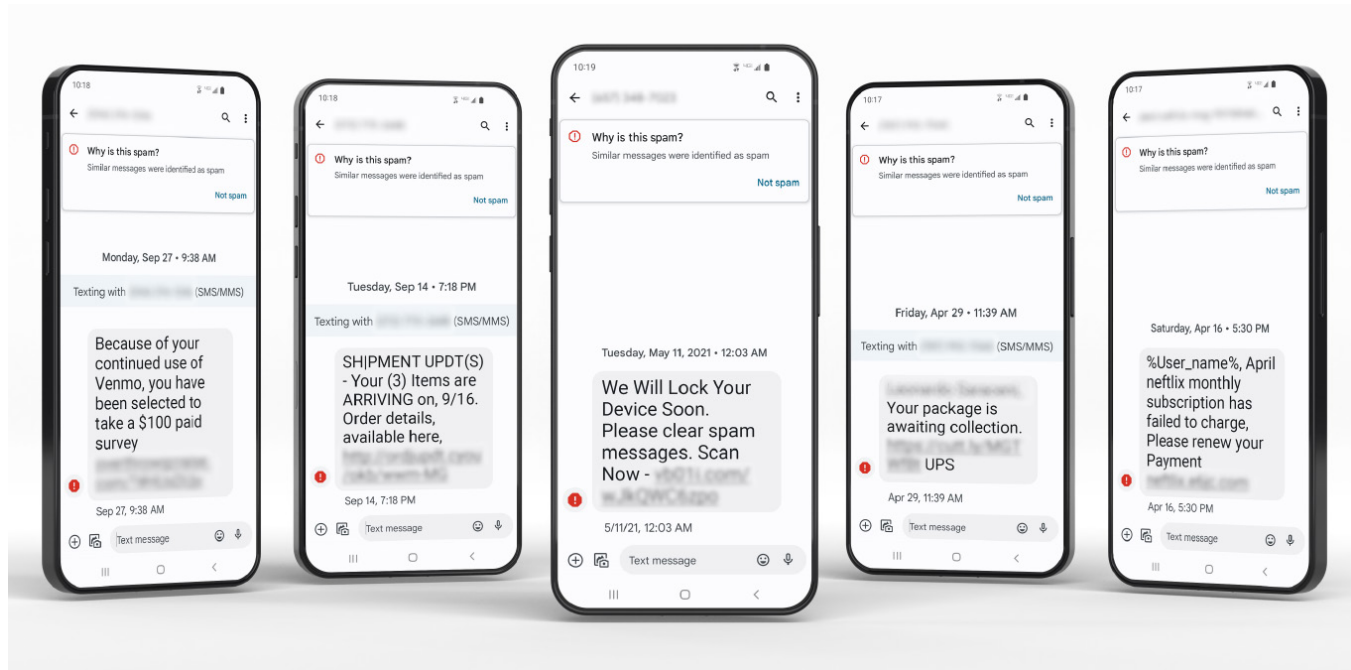 10:18
Why is this spam?
Similar messages were identified as spam
Not spam
Monday, Sep 27 • 9:38 AM
Texting with (SMS/MMS)
Because of your
continued use of
Venmo, you have
been selected to
take a $100 paid
survey
Sep 27, 9:38 AM
Text message
10:18
Why is this spam?
Similar messages were identified as spam
Not spam
Tuesday, Sep 14 • 7:18 PM
Texting with (SMS/MMS)
SH|PMENT UPDT(S)
- Your (3) Items are
ARRIVING on, 9/16.
Order details,
available here,
Sep 14, 7:18 PM
Text message
10:19
Why is this spam?
Similar messages were identified as spam
Not spam
Tuesday, May 11, 2021 • 12:03 AM
We Will Lock Your
Device Soon.
Please clear spam
messages. Scan
Now -
5/11/21, 12:03 AM
Text message
10:17
Why is this spam?
Similar messages were identified as spam
Not spam
Friday, Apr 29 • 11:39 AM
Texting with (SMS/MMS)
Your package is
awaiting collection.
UPS
Apr 29, 11:39 AM
Text message
10:17
Why is this spam?
Similar messages were identified as spam
Not spam
Saturday, Apr 16 • 5:30 PM
%User_name%, April
neftlix monthly
subscription has
failed to charge,
Please renew your
Payment
Apr 16, 5:30 PM
Text message